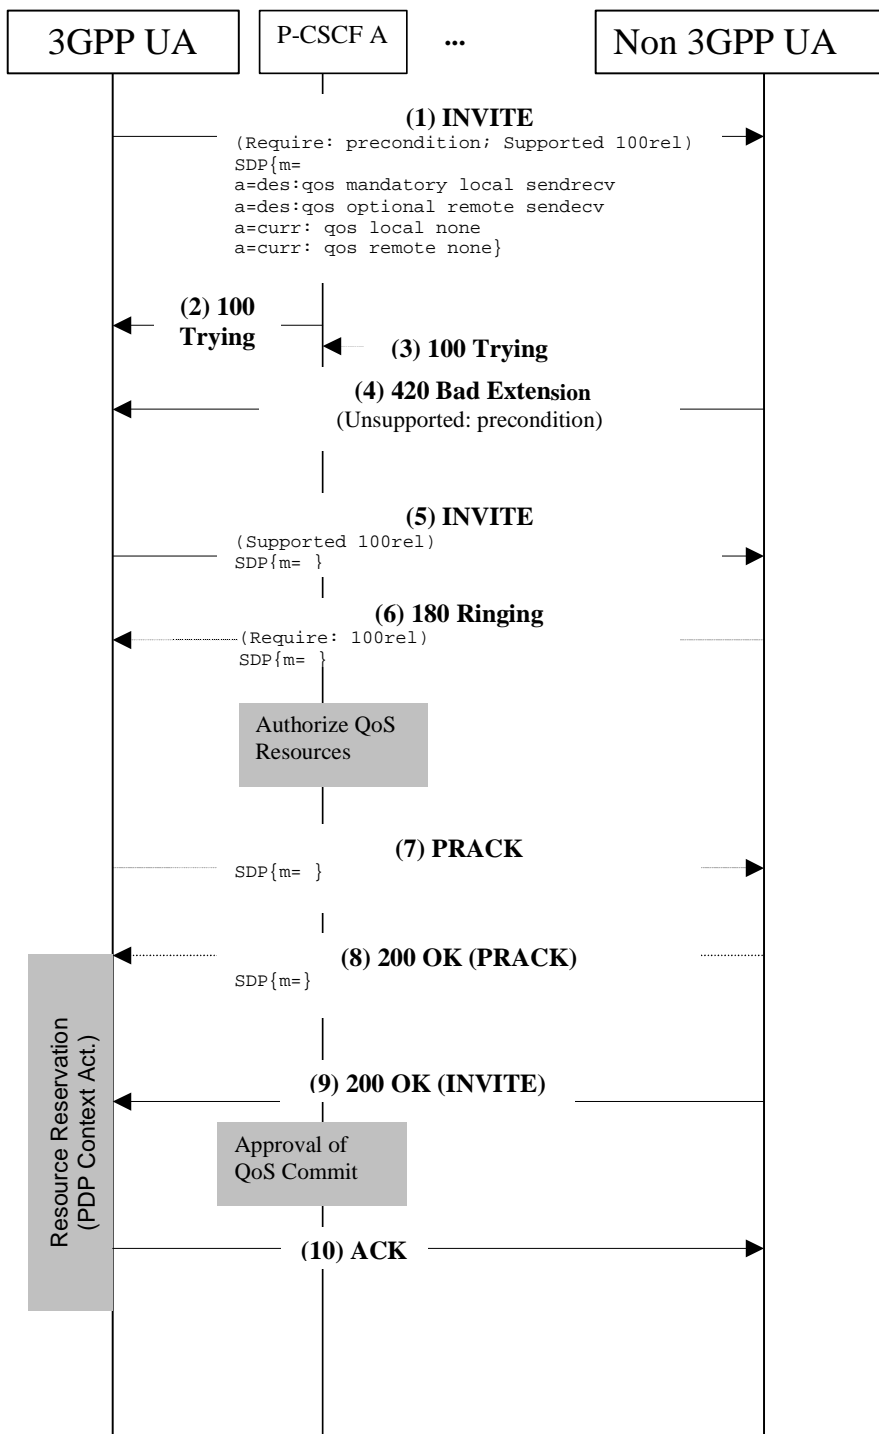 3GPP UA
P-CSCF A
...
Non 3GPP UA
(1) INVITE
(Require: precondition; Supported 100rel)
SDP{m=
a=des:qos mandatory local sendrecv
a=des:qos optional remote sendecv
a=curr: qos local none
a=curr: qos remote none}
(2) 100
Trying
(3) 100 Trying
(4) 420 Bad Extension
(Unsupported: precondition)
(5) INVITE
(Supported 100rel)
SDP{m= }
(6) 180 Ringing
(Require: 100rel)
SDP{m= }
Authorize QoS
Resources
(7) PRACK
SDP{m= }
(8) 200 OK (PRACK)
SDP{m=}
Resource Reservation
(PDP Context Act.)
(9) 200 OK (INVITE)
Approval of
QoS Commit
(10) ACK